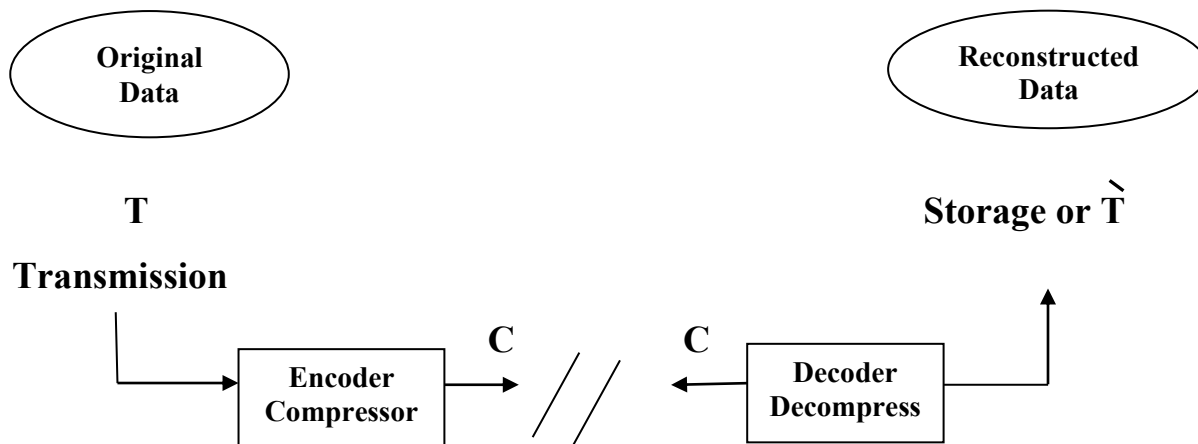 Original
Data
Reconstructed
Data
T
Storage or T̀
Transmission
C
C
Encoder
Compressor
Decoder
Decompress